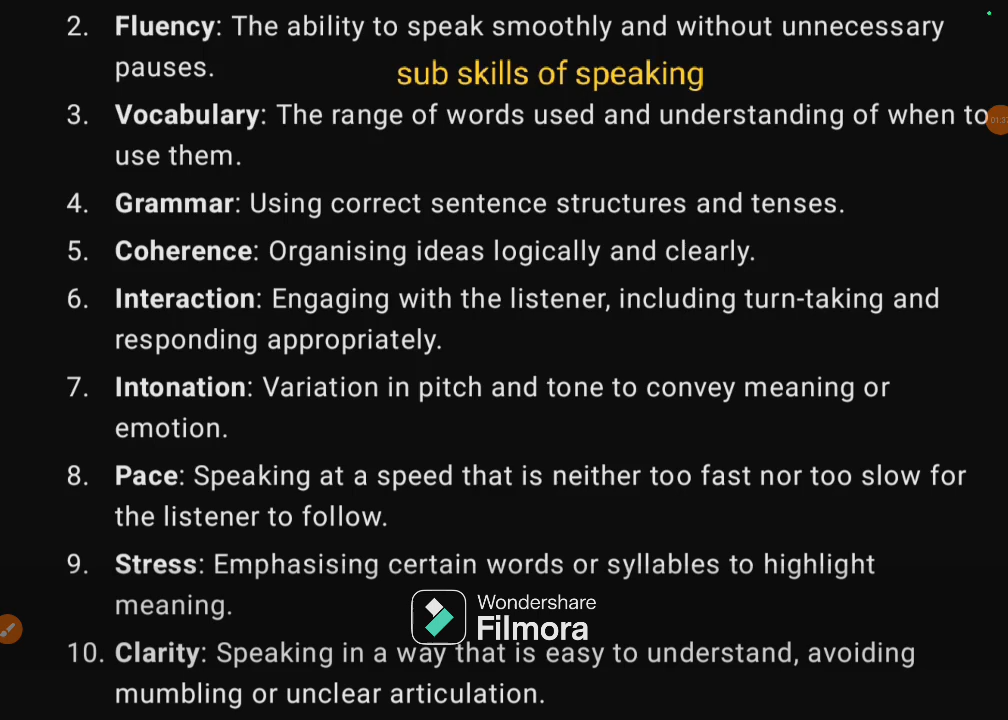 2. Fluency: The ability to speak smoothly and without unnecessary
pauses.
sub skills of speaking
3. Vocabulary: The range of words used and understanding of when to
use them.
4. Grammar: Using correct sentence structures and tenses.
5. Coherence: Organising ideas logically and clearly.
6. Interaction: Engaging with the listener, including turn-taking and
responding appropriately.
7. Intonation: Variation in pitch and tone to convey meaning or
emotion.
8. Pace: Speaking at a speed that is neither too fast nor too slow for
the listener to follow.
9. Stress: Emphasising certain words or syllables to highlight
meaning.
Wondershare
Filmora
10. Clarity: Speaking in a way that is easy to understand, avoiding
mumbling or unclear articulation.